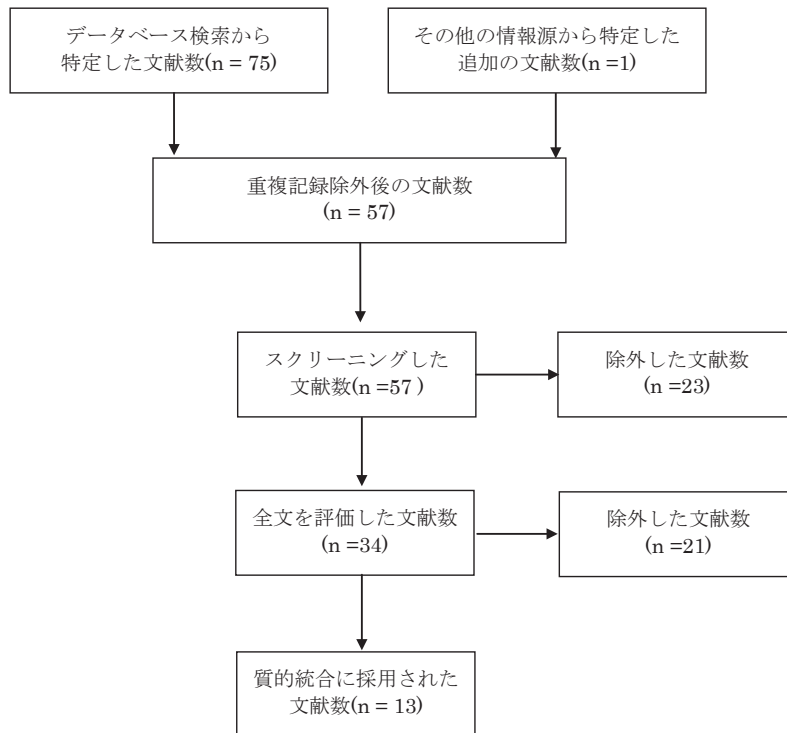 データベース検索から
特定した文献数(n = 75)
その他の情報源から特定した
追加の文献数(n =1)
重複記録除外後の文献数
(n = 57)
スクリーニングした
文献数(n =57 )
除外した文献数
(n =23)
全文を評価した文献数
(n =34)
除外した文献数
(n =21)
質的統合に採用された
文献数(n = 13)